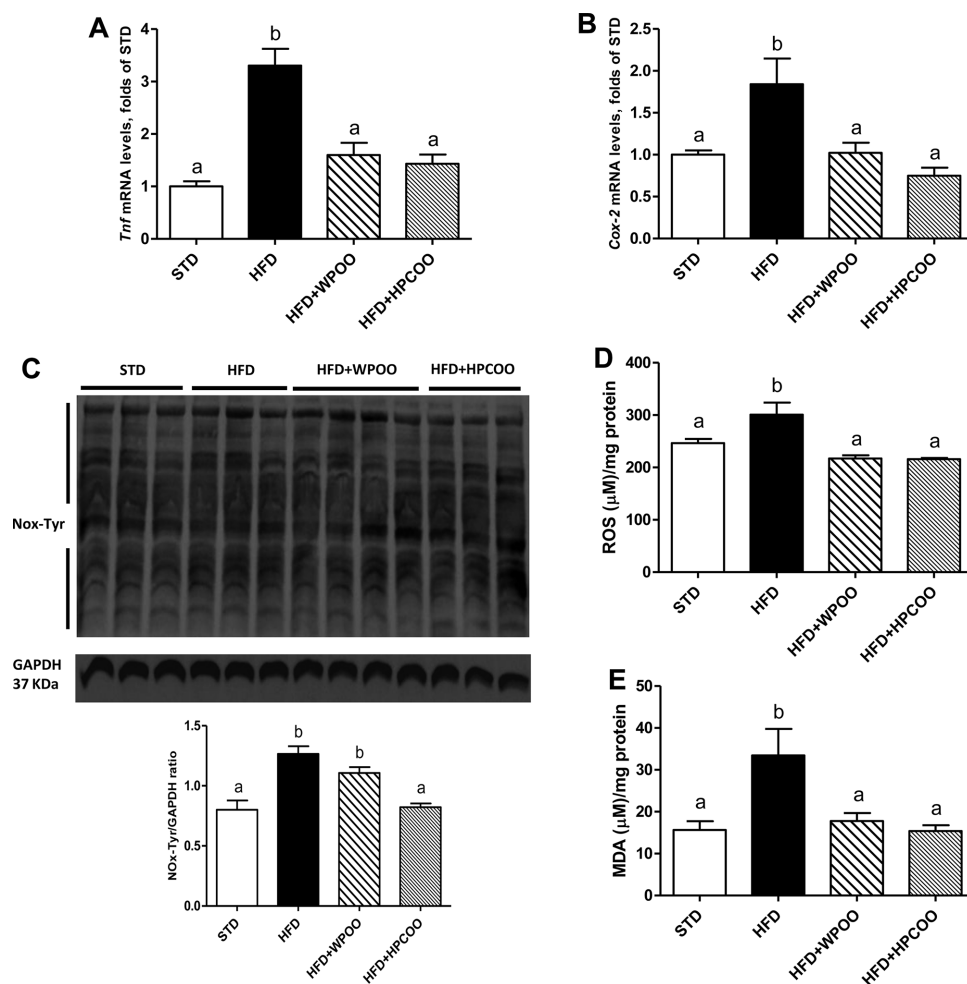 A
Tnf mRNA levels, folds of STD
4
3
2
1
0
a
b
a
a
STD
HFD
HFD+WPOO
HFD+HPCOO
B
Cox-2 mRNA levels, folds of STD
2.5
2.0
1.5
1.0
0.5
0.0
a
b
a
a
STD
HFD
HFD+WPOO
HFD+HPCOO
C
STD HFD HFD+WPOO HFD+HPCOO
Nox-Tyr
GAPDH
37 KDa
NOx-Tyr/GAPDH ratio
1.5
1.0
0.5
0.0
a
b
b
a
STD
HFD
HFD+WPOO
HFD+HPCOO
D
ROS (μM)/mg protein
400
300
200
100
0
a
b
a
a
STD
HFD
HFD+WPOO
HFD+HPCOO
E
MDA (μM)/mg protein
50
40
30
20
10
0
a
b
a
a
STD
HFD
HFD+WPOO
HFD+HPCOO